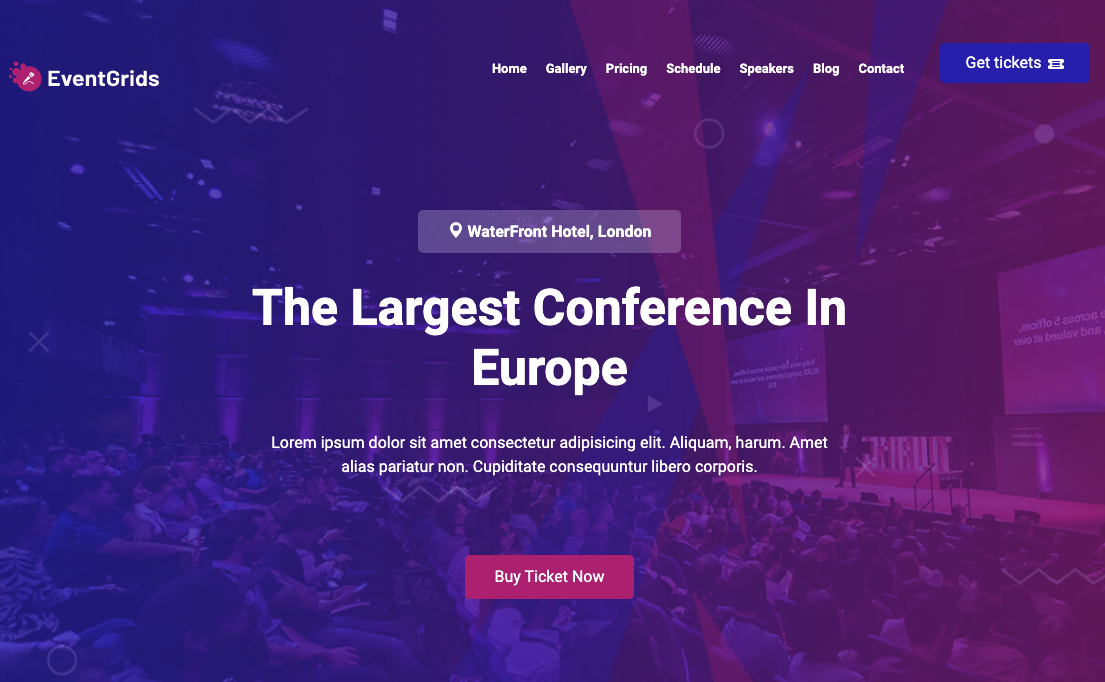 EventGrids
Home Gallery Pricing Schedule Speakers Blog Contact
Get tickets
WaterFront Hotel, London
The Largest Conference In
Europe
Lorem ipsum dolor sit amet consectetur adipisicing elit. Aliquam, harum. Amet
alias pariatur non. Cupiditate consequuntur libero corporis.
Buy Ticket Now